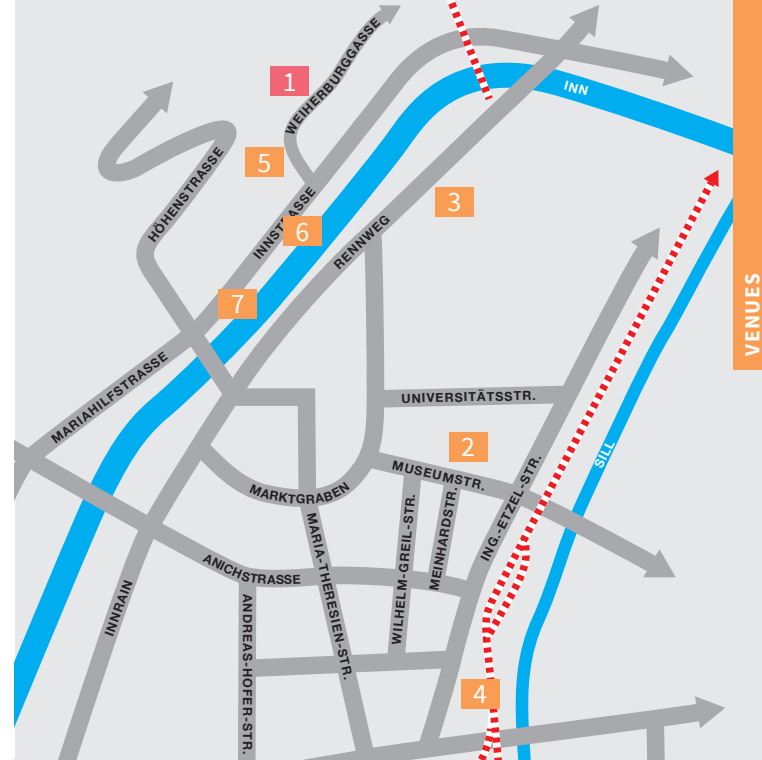 WEIHERBURGGASSE
1
INN
5
HÖHENSTRASSE
3
INNSTRASSE
6
RENNWEG
7
VENUES
MARIAHILFSTRASSE
UNIVERSITÄTSSTR.
2
SILL
MUSEUMSTR.
MARKTGRABEN
ING.-ETZEL-STR.
WILHELM-GREIL-STR.
MEINHARDSTR.
MARIA-THERESIEN-STR.
ANICHSTRASSE
INNRAIN
ANDREAS-HOFER-STR.
4